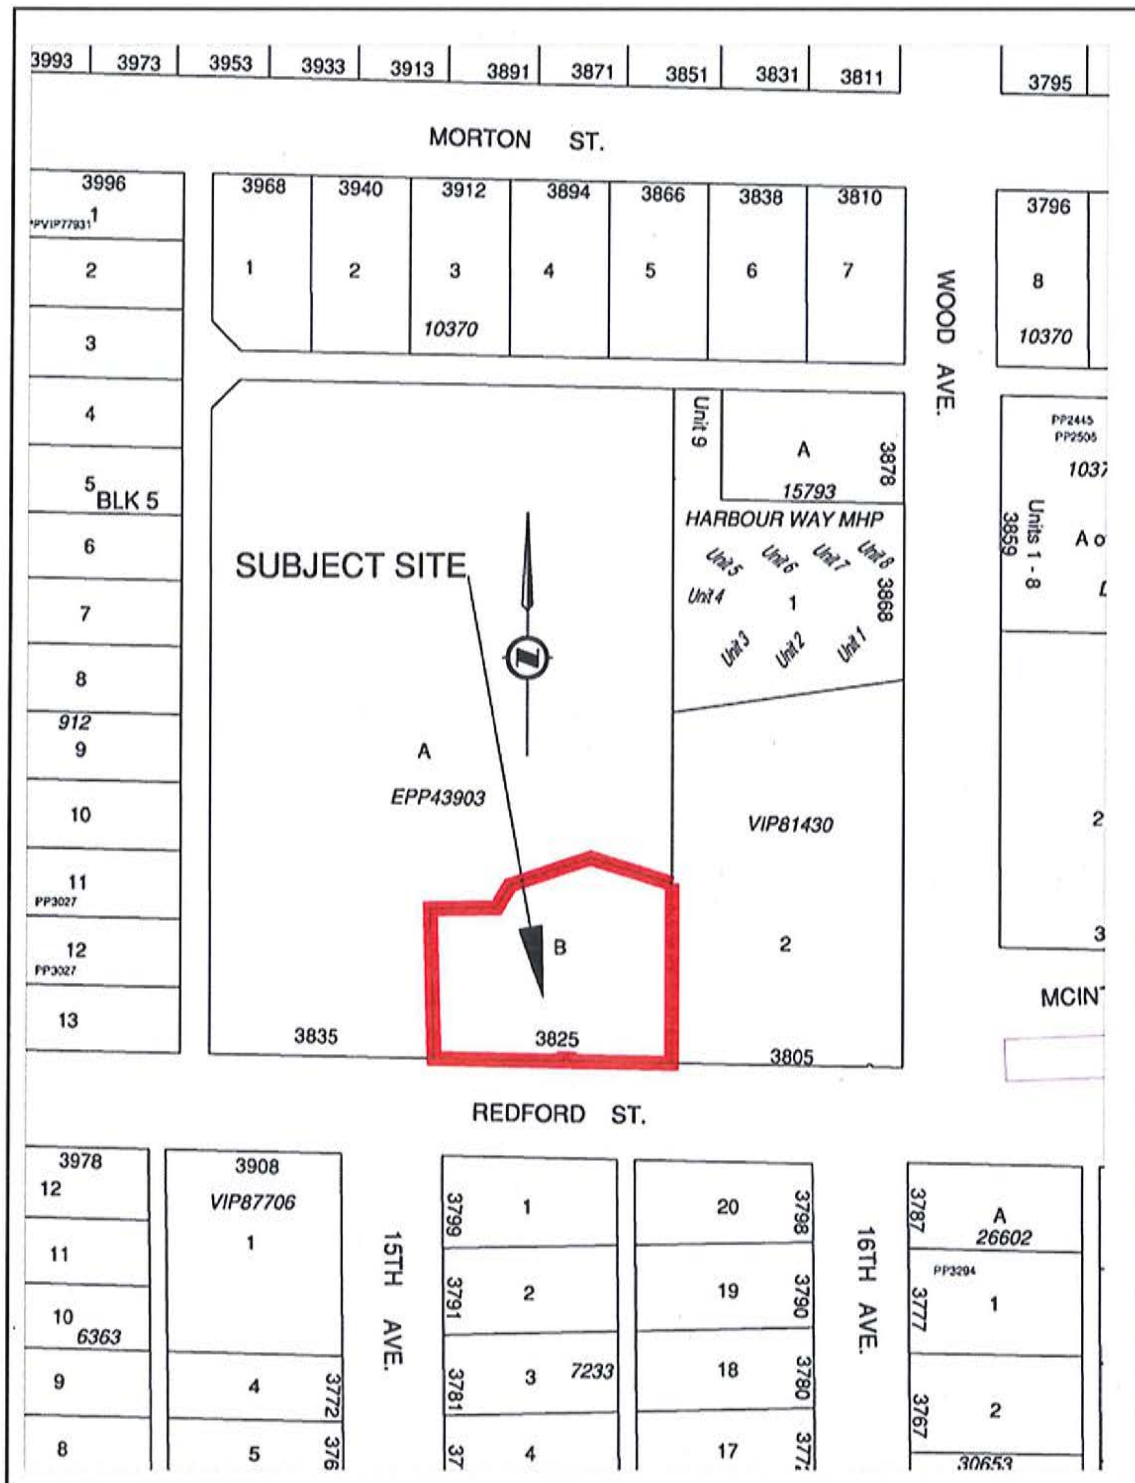 3993 3973 3953 3933 3913 3891 3871 3851 3831 3811 3795
MORTON ST.
3996 3968 3940 3912 3894 3866 3838 3810 3796
1
2 1 2 3 4 5 6 7 8
10370 10370
3
WOOD AVE.
4
5
BLK 5
6
7
8
912
9
10
11
PP3027
12
PP3027
13
Unit 9
A
3878
15793
HARBOUR WAY MHP
Unit 5 Unit 6 Unit 7 Unit 8
Unit 4
1
3868
Unit 3 Unit 2 Unit 1
PP2445
PP2505
Units 1 - 8
3859
SUBJECT SITE
A
EPP43903
VIP81430
2
B
2
3
3835 3825 3805
REDFORD ST.
3978
12
11
10
6363
9
8
3908
VIP87706
1
4
3772
5
15TH AVE.
3799 1
3791 2
3781 3
7233
4
20 3798
19 3790
18 3780
17
16TH AVE.
3787
A
26602
PP3294
3777 1
3767 2
30653